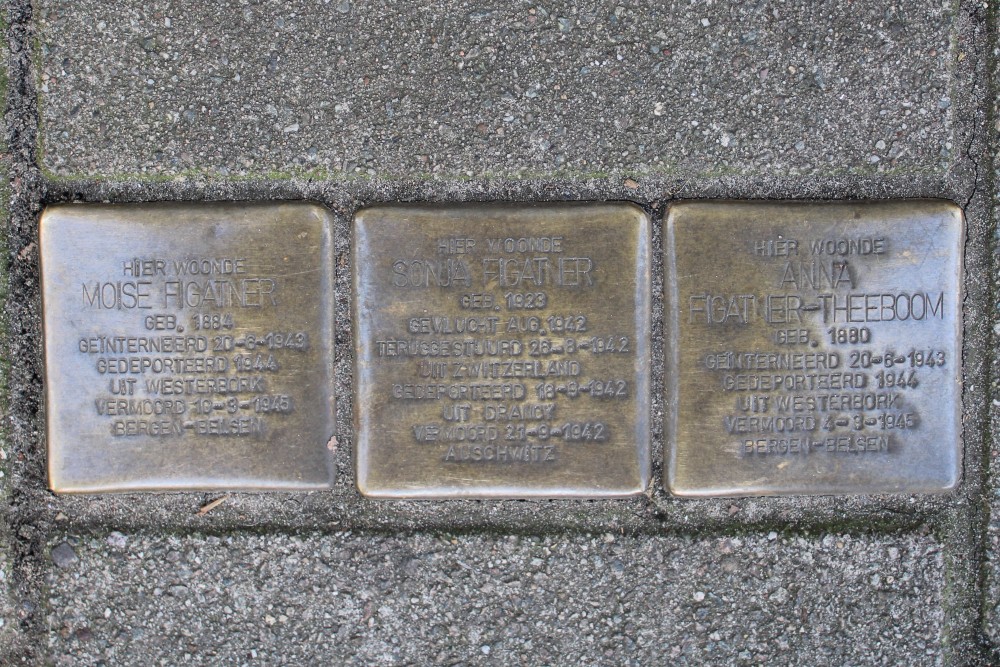 HIER WOONDE
MOISE FIGATNER
GEB. 1884
GEÏNTERNEERD 20-6-1943
GEDEPORTEERD 1944
UIT WESTERBORK
VERMOORD 10-3-1945
BERGEN-BELSEN
HIER WOONDE
SONJA FIGATNER
GEB. 1923
GEVLUCHT AUG. 1942
TERUGGESTUURD 26-8-1942
UIT ZWITZERLAND
GEDEPORTEERD 18-9-1942
UIT DRANCY
VERMOORD 21-9-1942
AUSCHWITZ
HIER WOONDE
ANNA
FIGATNER-THEEBOOM
GEB. 1880
GEÏNTERNEERD 20-6-1943
GEDEPORTEERD 1944
UIT WESTERBORK
VERMOORD 4-3-1945
BERGEN-BELSEN